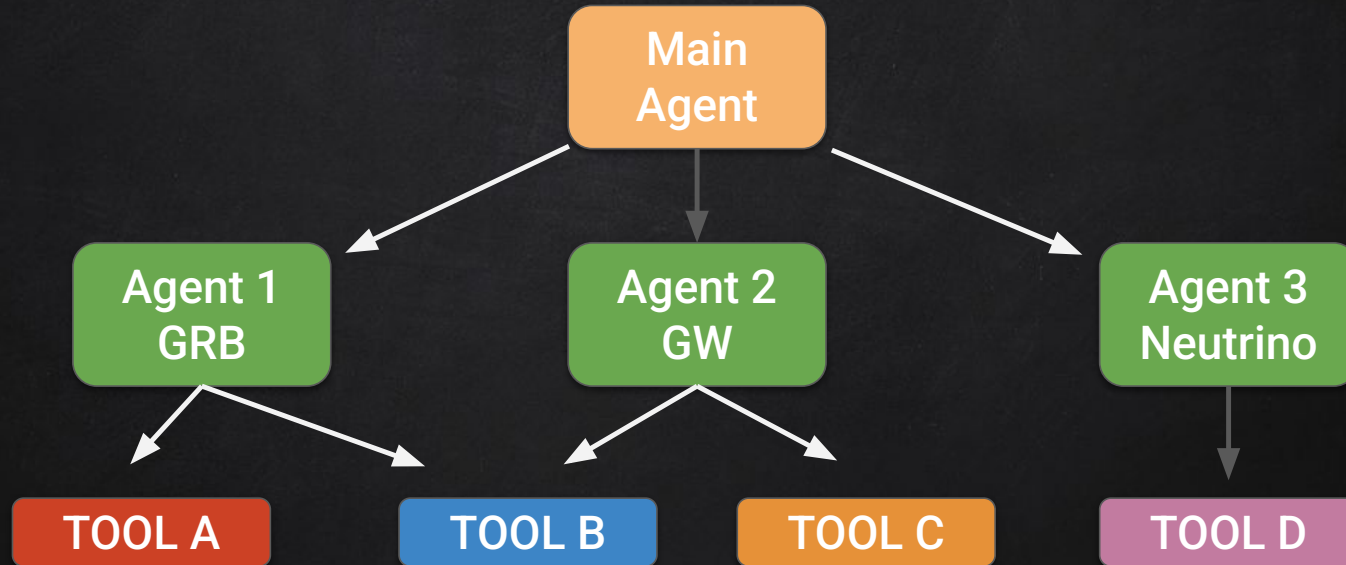 Main
Agent
Agent 1
GRB
Agent 2
GW
Agent 3
Neutrino
TOOL A
TOOL B
TOOL C
TOOL D